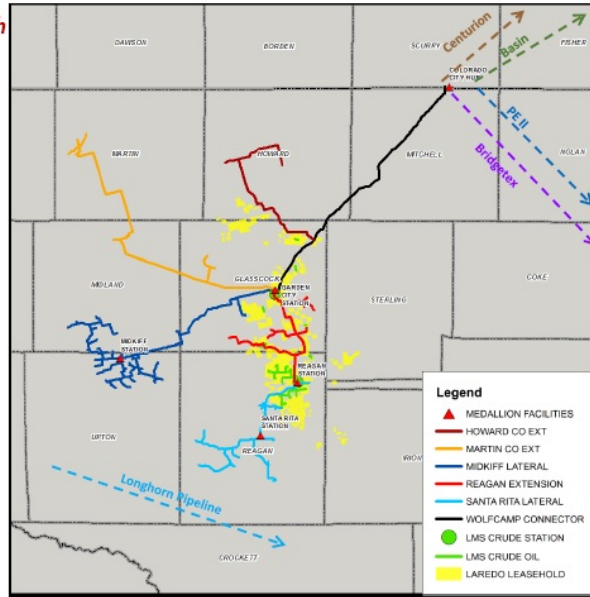 h
DAWSON
BORDEN
SCURRY
FISHER
Centurion
Basin
COLORADO
CITY HUB
MARTIN
HOWARD
MITCHELL
NOLAN
PE II
Bridgetex
MIDLAND
GLASSCOCK
GARDEN
CITY
STATION
STERLING
COKE
MIDKIFF
STATION
REAGAN
STATION
UPTON
SANTA RITA
STATION
REAGAN
IRION
Longhorn Pipeline
CROCKETT
Legend
MEDALLION FACILITIES
HOWARD CO EXT
MARTIN CO EXT
MIDKIFF LATERAL
REAGAN EXTENSION
SANTA RITA LATERAL
WOLFCAMP CONNECTOR
LMS CRUDE STATION
LMS CRUDE OIL
LAREDO LEASEHOLD